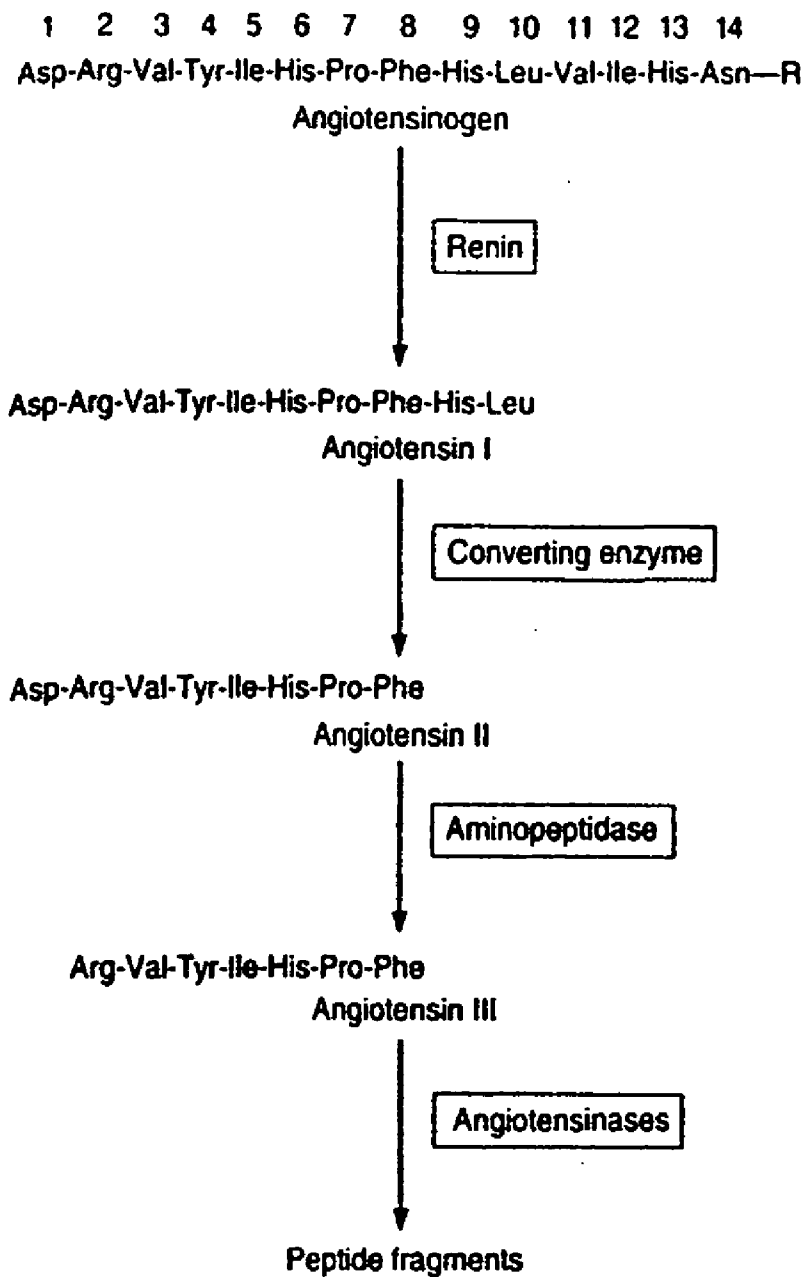 1 2 3 4 5 6 7 8 9 10 11 12 13 14
Asp-Arg-Val-Tyr-Ile-His-Pro-Phe-His-Leu-Val-Ile-His-Asn—R
Angiotensinogen
Renin
Asp-Arg-Val-Tyr-Ile-His-Pro-Phe-His-Leu
Angiotensin I
Converting enzyme
Asp-Arg-Val-Tyr-Ile-His-Pro-Phe
Angiotensin II
Aminopeptidase
Arg-Val-Tyr-Ile-His-Pro-Phe
Angiotensin III
Angiotensinases
Peptide fragments